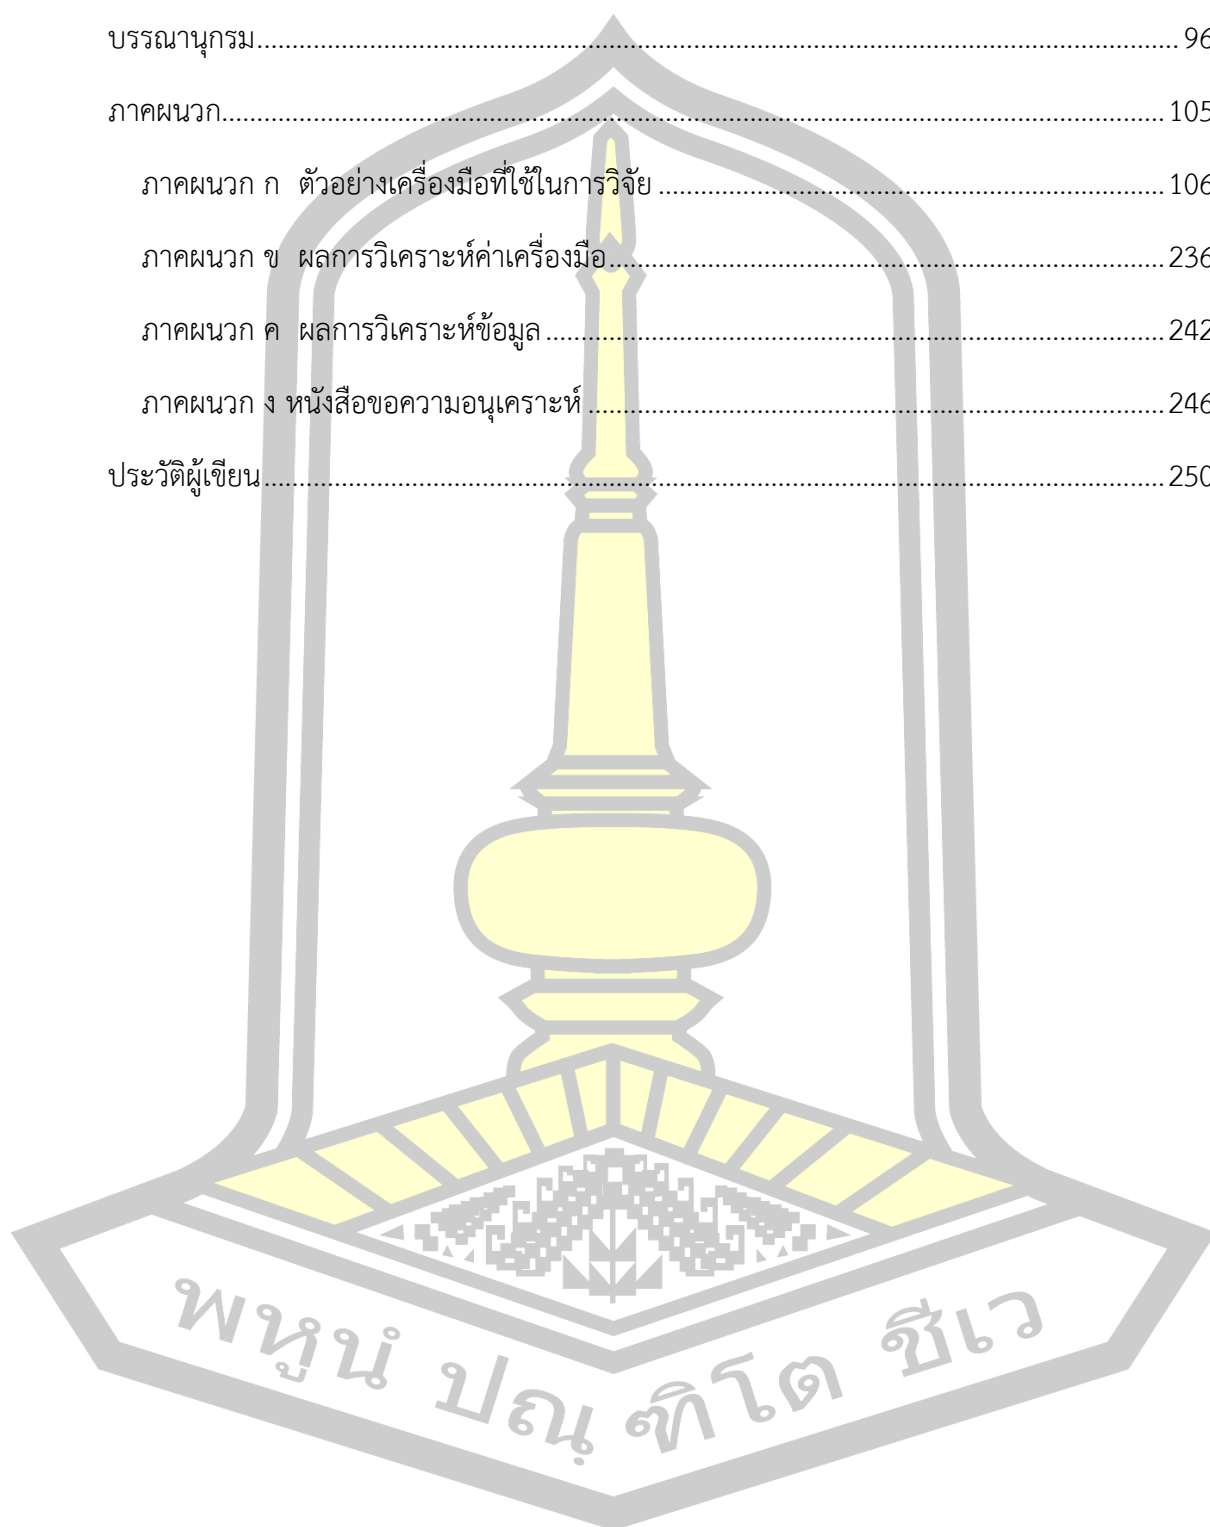 บรรณานุกรม 96
ภาคผนวก 105
ภาคผนวก ก ตัวอย่างเครื่องมือที่ใช้ในการวิจัย 106
ภาคผนวก ข ผลการวิเคราะห์ค่าเครื่องมือ 236
ภาคผนวก ค ผลการวิเคราะห์ข้อมูล 242
ภาคผนวก ง หนังสือขอความอนุเคราะห์ 246
ประวัติผู้เขียน 250
พหูนํ ปณฺฑิโต ชีเว